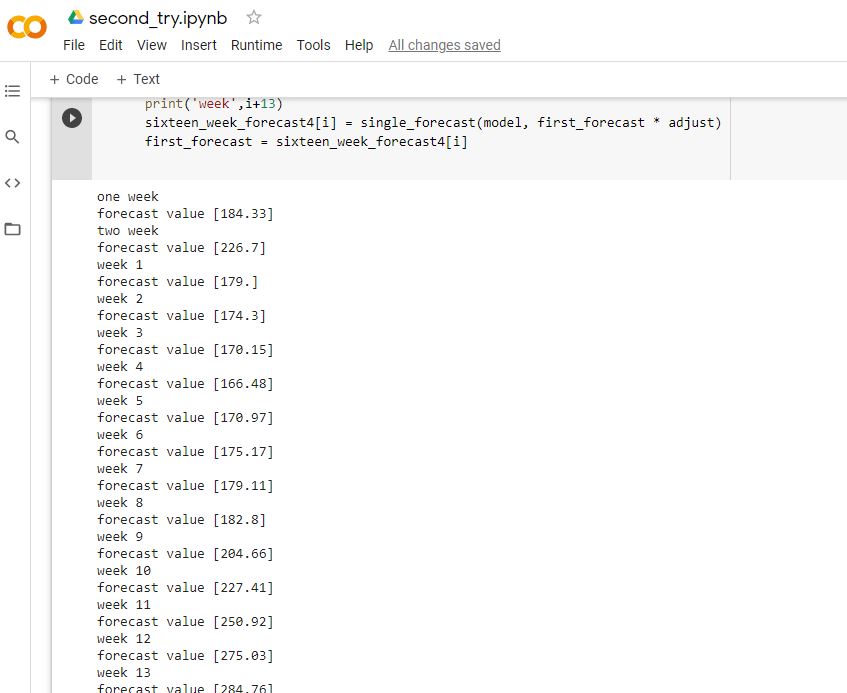 second_try.ipynb
File Edit View Insert Runtime Tools Help All changes saved
+ Code + Text
print('week',i+13)
sixteen_week_forecast4[i] = single_forecast(model, first_forecast * adjust)
first_forecast = sixteen_week_forecast4[i]
one week
forecast value [184.33]
two week
forecast value [226.7]
week 1
forecast value [179.]
week 2
forecast value [174.3]
week 3
forecast value [170.15]
week 4
forecast value [166.48]
week 5
forecast value [170.97]
week 6
forecast value [175.17]
week 7
forecast value [179.11]
week 8
forecast value [182.8]
week 9
forecast value [204.66]
week 10
forecast value [227.41]
week 11
forecast value [250.92]
week 12
forecast value [275.03]
week 13
forecast value [284.76]